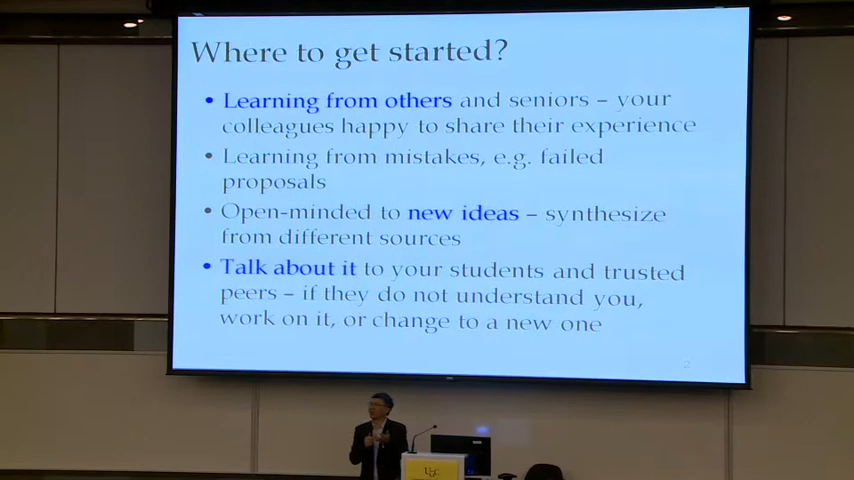 Where to get started?
• Learning from others and seniors – your
colleagues happy to share their experience
• Learning from mistakes, e.g. failed
proposals
• Open-minded to new ideas – synthesize
from different sources
• Talk about it to your students and trusted
peers – if they do not understand you,
work on it, or change to a new one
2
UGC